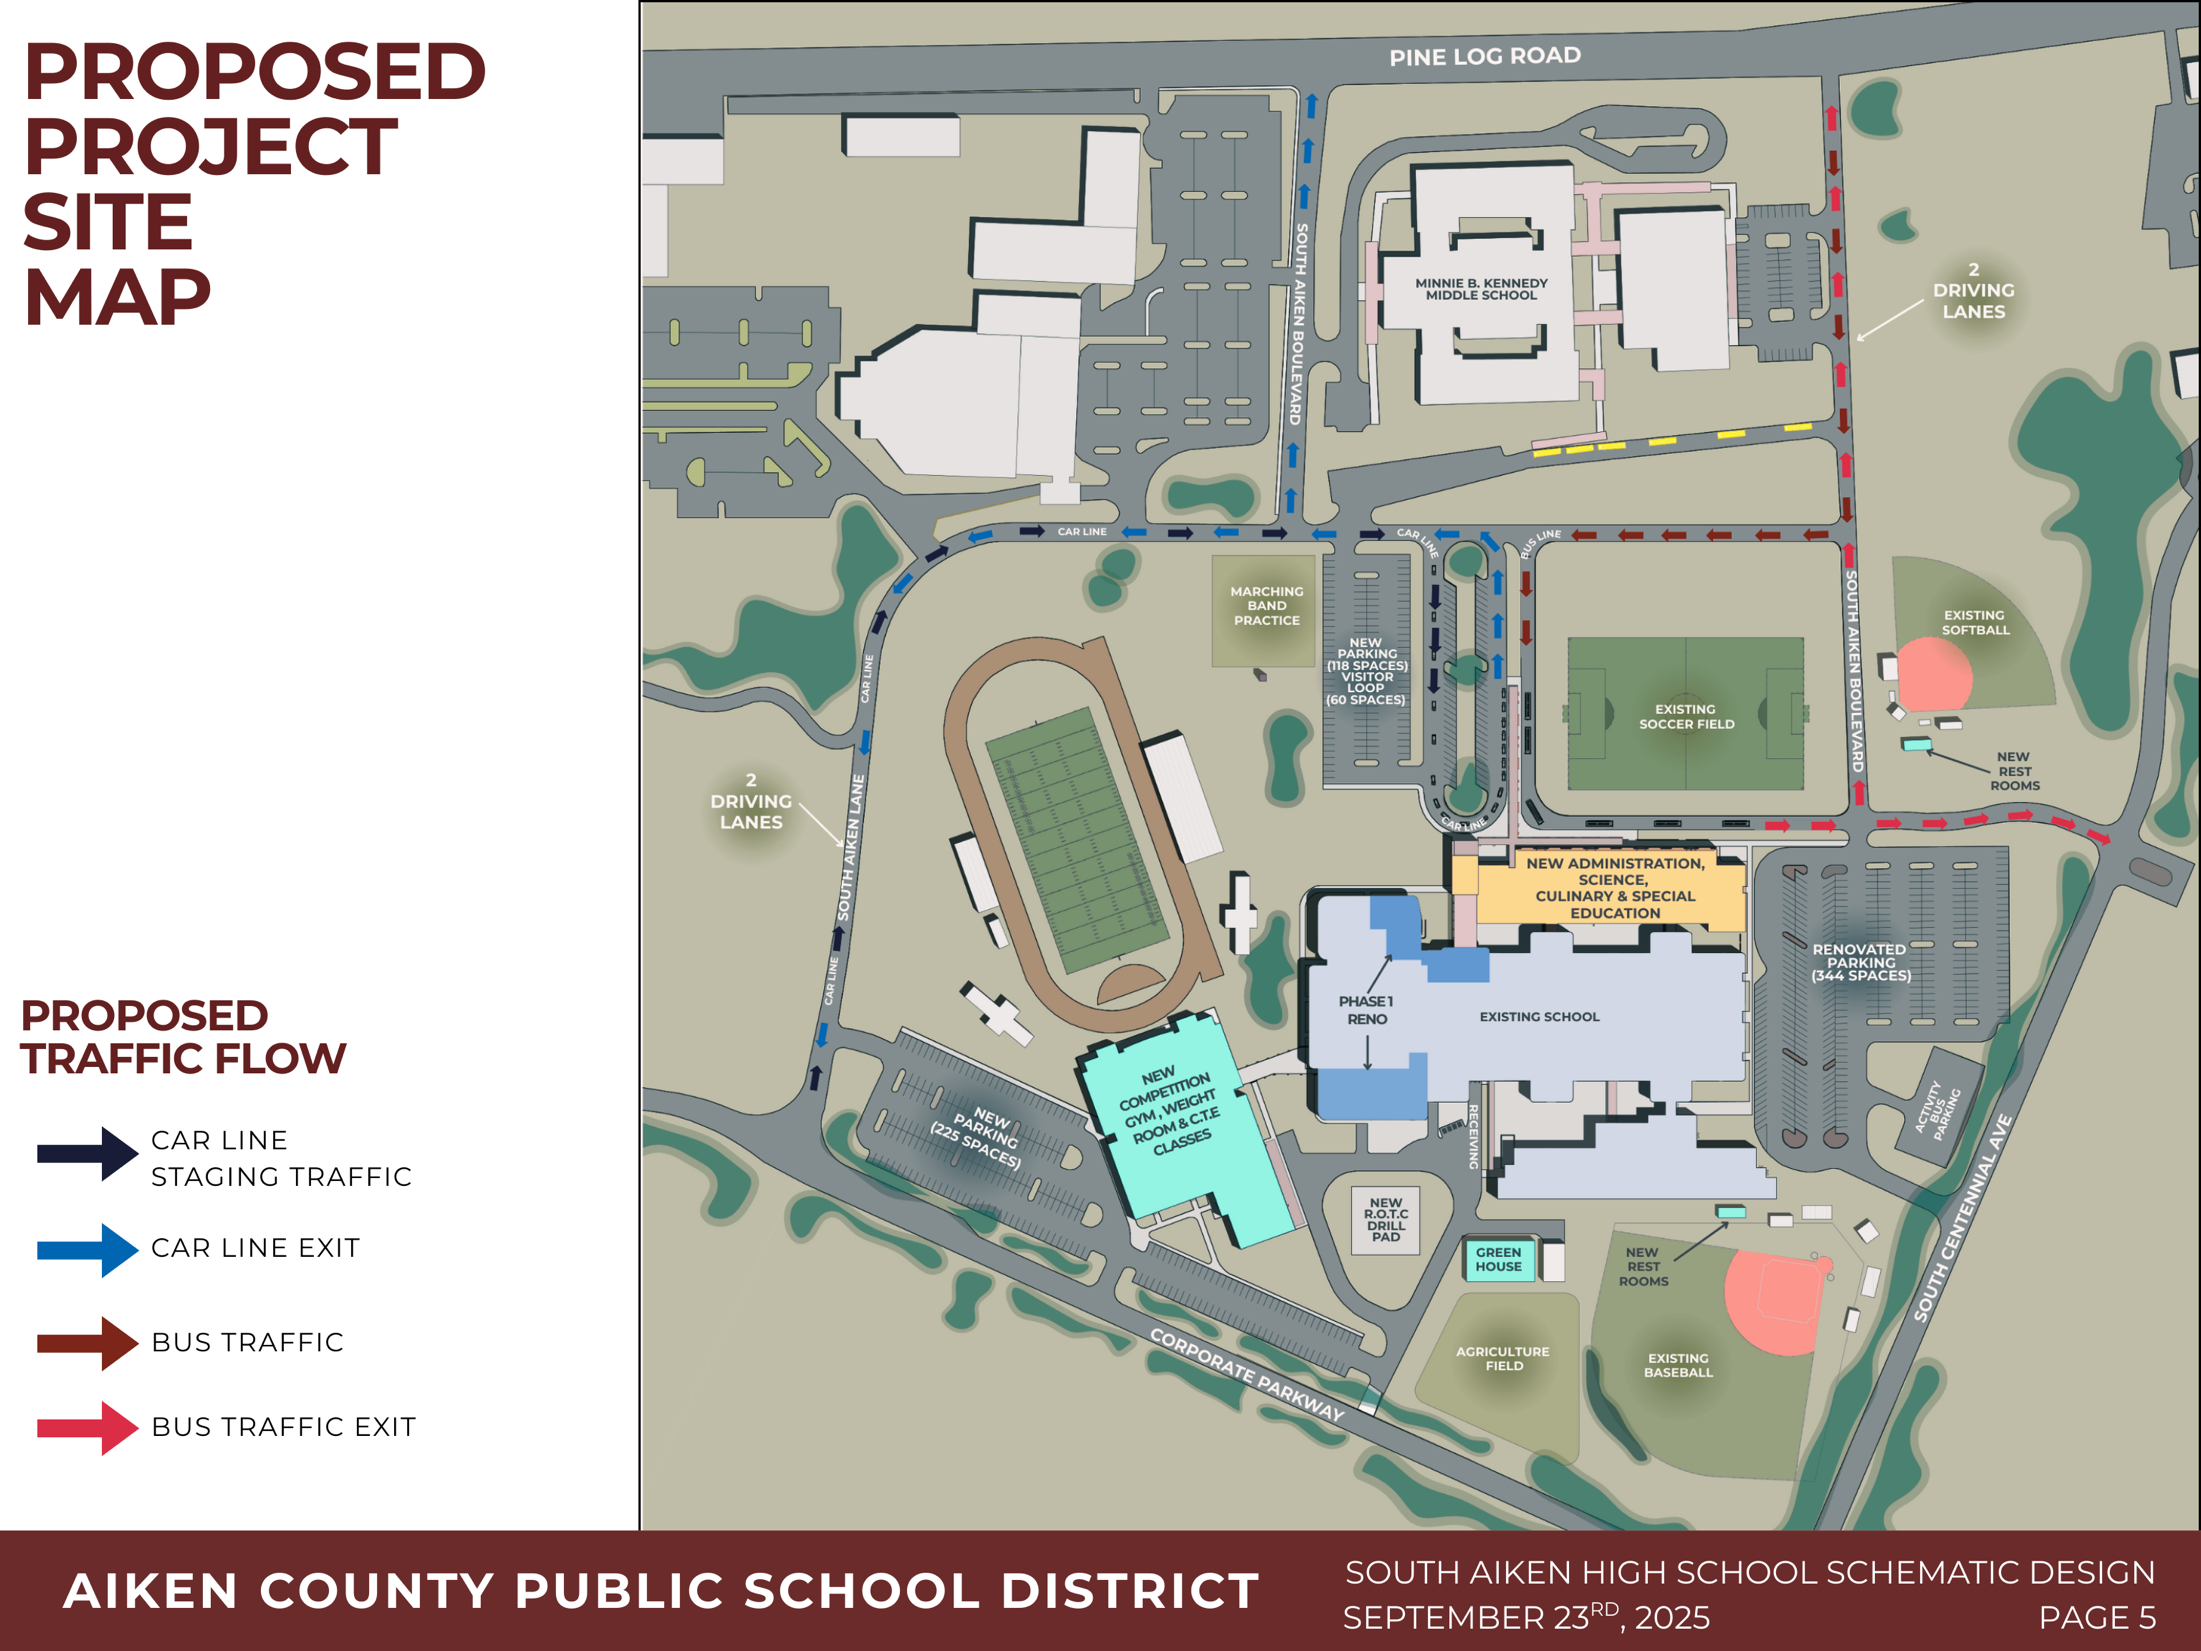 PROPOSED
PROJECT
SITE
MAP
PROPOSED
TRAFFIC FLOW
CAR LINE
STAGING TRAFFIC
CAR LINE EXIT
BUS TRAFFIC
BUS TRAFFIC EXIT
PINE LOG ROAD
SOUTH AIKEN BOULEVARD
MINNIE B. KENNEDY
MIDDLE SCHOOL
2
DRIVING
LANES
CAR LINE
CAR LINE
BUS LINE
MARCHING
BAND
PRACTICE
NEW
PARKING
(118 SPACES)
VISITOR
LOOP
(60 SPACES)
EXISTING
SOCCER FIELD
SOUTH AIKEN BOULEVARD
EXISTING
SOFTBALL
NEW
REST
ROOMS
CAR LINE
2
DRIVING
LANES
SOUTH AIKEN LANE
CAR LINE
CAR LINE
NEW ADMINISTRATION,
SCIENCE,
CULINARY & SPECIAL
EDUCATION
RENOVATED
PARKING
(344 SPACES)
PHASE 1
RENO
EXISTING SCHOOL
NEW
COMPETITION
GYM, WEIGHT
ROOM & C.T.E
CLASSES
NEW
PARKING
(225 SPACES)
RECEIVING
ACTIVITY
BUS
PARKING
NEW
R.O.T.C
DRILL
PAD
GREEN
HOUSE
NEW
REST
ROOMS
SOUTH CENTENNIAL AVE
AGRICULTURE
FIELD
EXISTING
BASEBALL
CORPORATE PARKWAY
AIKEN COUNTY PUBLIC SCHOOL DISTRICT
SOUTH AIKEN HIGH SCHOOL SCHEMATIC DESIGN
SEPTEMBER 23RD, 2025
PAGE 5